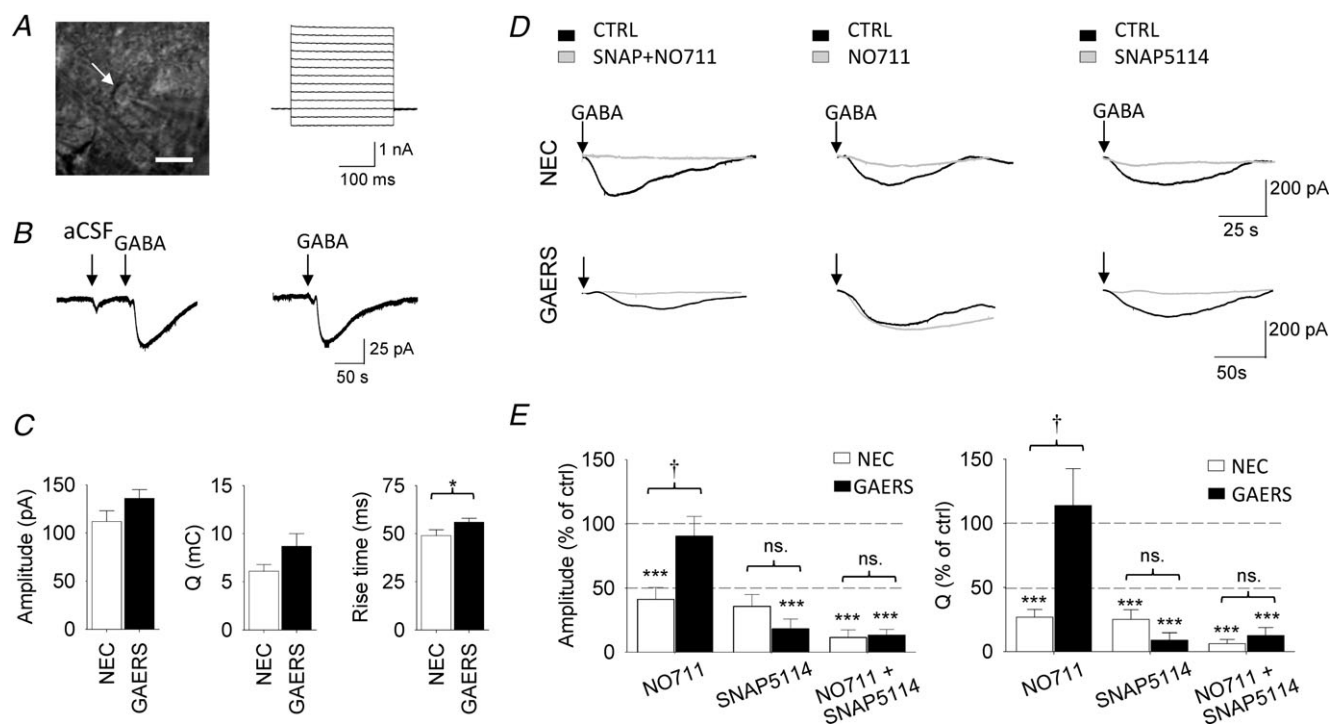 A
1 nA
100 ms
B
aCSF
GABA
GABA
25 pA
50 s
C
Amplitude (pA)
150
100
50
0
NEC
GAERS
Q (mC)
15
10
5
0
NEC
GAERS
Rise time (ms)
75
50
25
0
*
NEC
GAERS
D
CTRL
SNAP+NO711
CTRL
NO711
CTRL
SNAP5114
NEC
GABA
GABA
GABA
200 pA
25 s
GAERS
200 pA
50s
E
Amplitude (% of ctrl)
150
100
50
0
†
NEC
GAERS
ns.
ns.
***
***
***
***
NO711
SNAP5114
NO711 +
SNAP5114
Q (% of ctrl)
150
100
50
0
†
NEC
GAERS
ns.
ns.
***
***
***
***
***
NO711
SNAP5114
NO711 +
SNAP5114